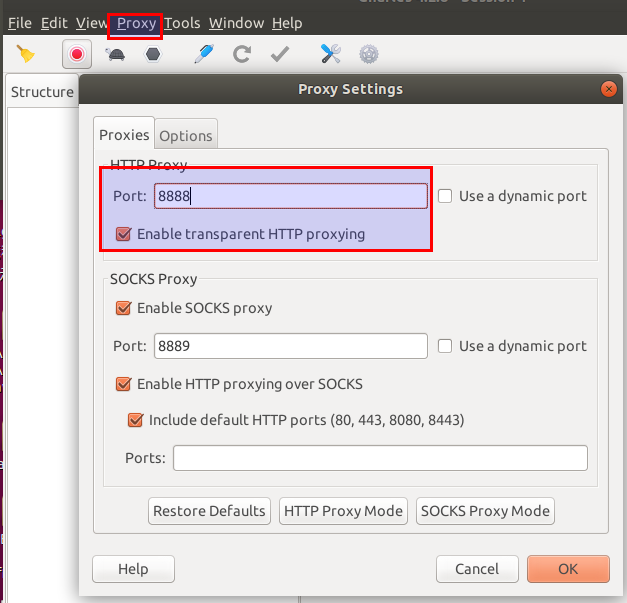 File Edit View Proxy Tools Window Help
Structure
Proxy Settings
Proxies Options
HTTP Proxy
Port: 8888 Use a dynamic port
Enable transparent HTTP proxying
SOCKS Proxy
Enable SOCKS proxy
Port: 8889 Use a dynamic port
Enable HTTP proxying over SOCKS
Include default HTTP ports (80, 443, 8080, 8443)
Ports:
Restore Defaults HTTP Proxy Mode SOCKS Proxy Mode
Help Cancel OK